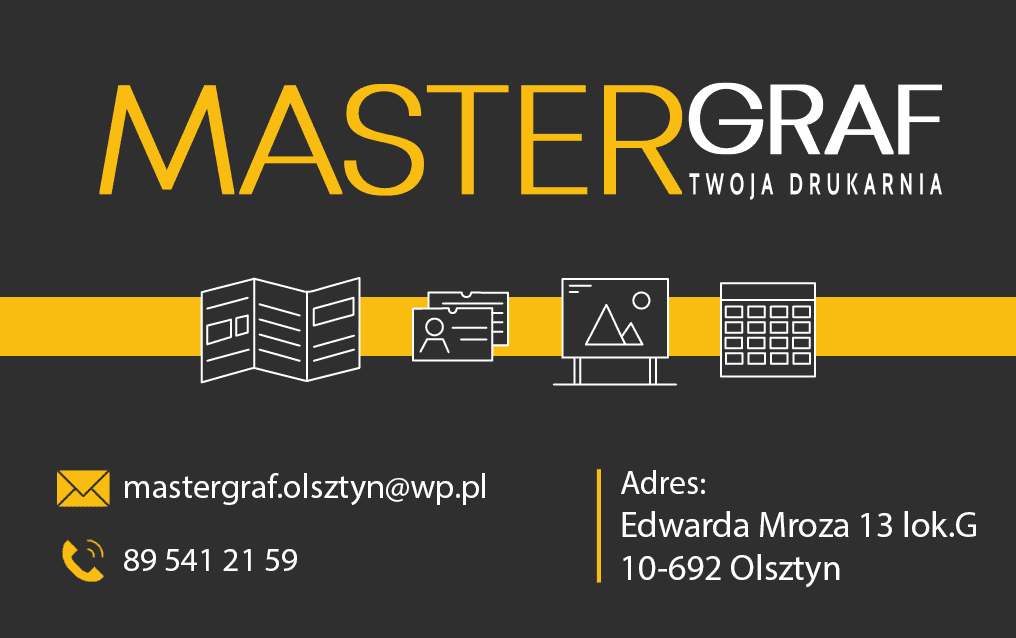 MASTERGRAF
TWOJA DRUKARNIA
mastergraf.olsztyn@wp.pl
89 541 21 59
Adres:
Edwarda Mroza 13 lok.G
10-692 Olsztyn